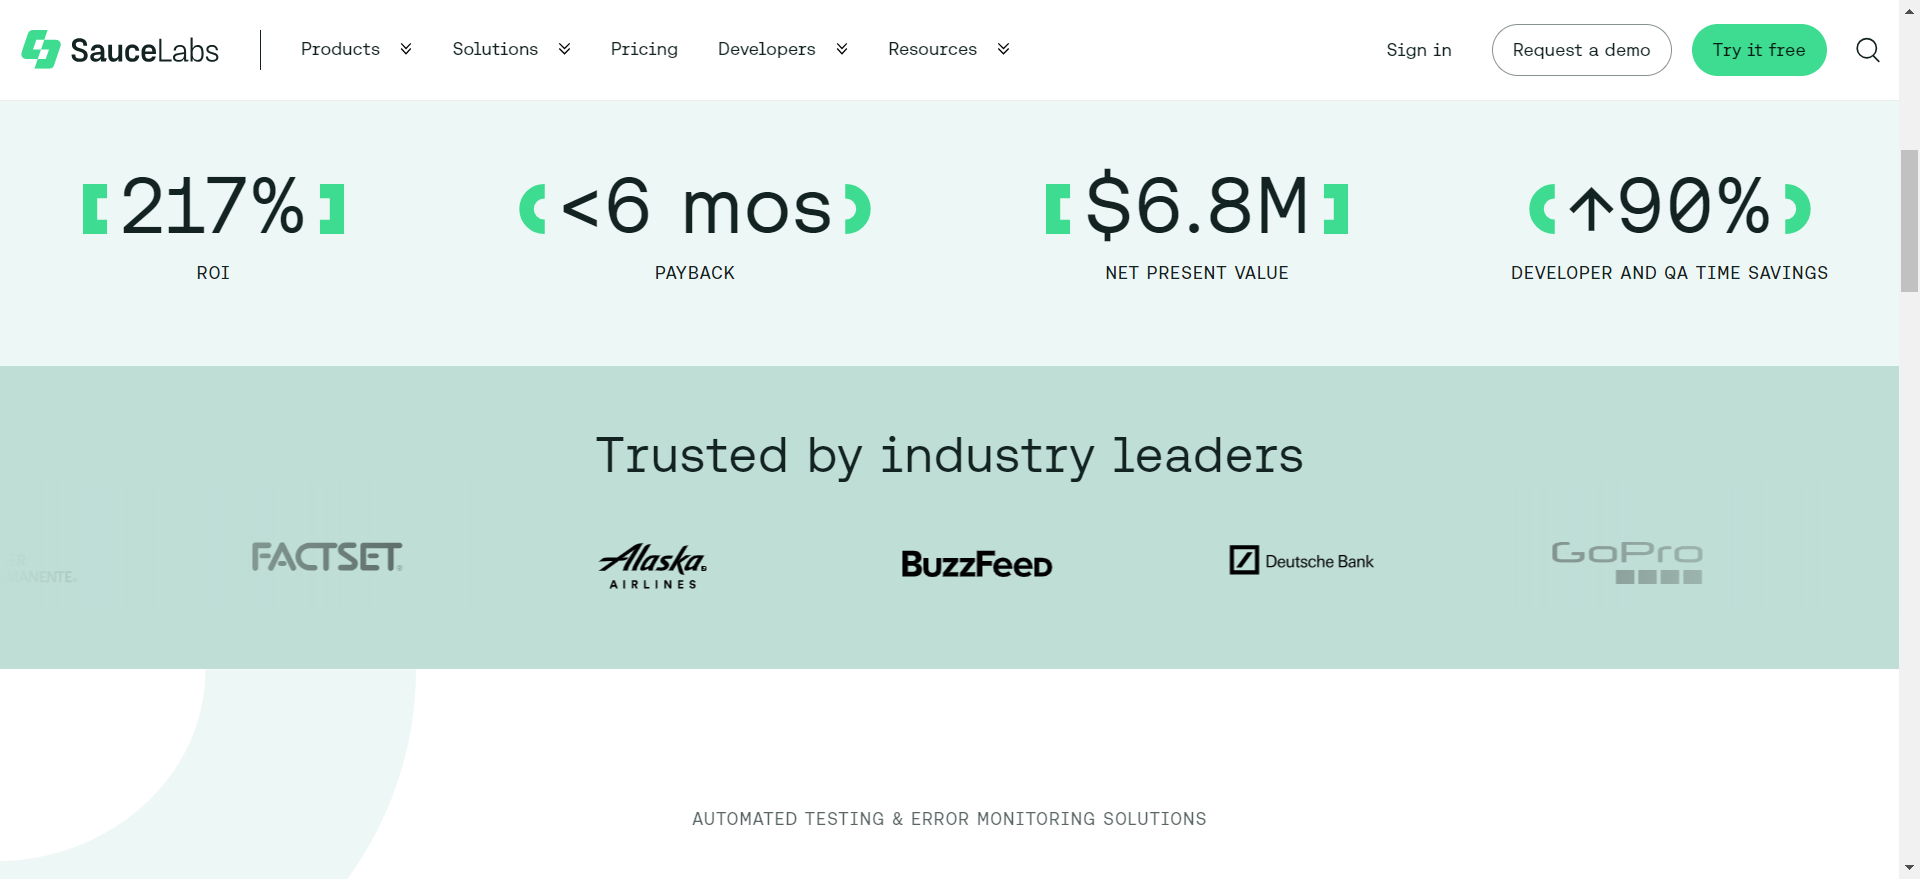 SauceLabs
Products
Solutions
Pricing
Developers
Resources
Sign in
Request a demo
Try it free
217%
ROI
<6 mos
PAYBACK
$6.8M
NET PRESENT VALUE
↑90%
DEVELOPER AND QA TIME SAVINGS
Trusted by industry leaders
MANENTE®
FACTSET®
Alaska
AIRLINES
BuzzFeed
Deutsche Bank
GoPro
AUTOMATED TESTING & ERROR MONITORING SOLUTIONS